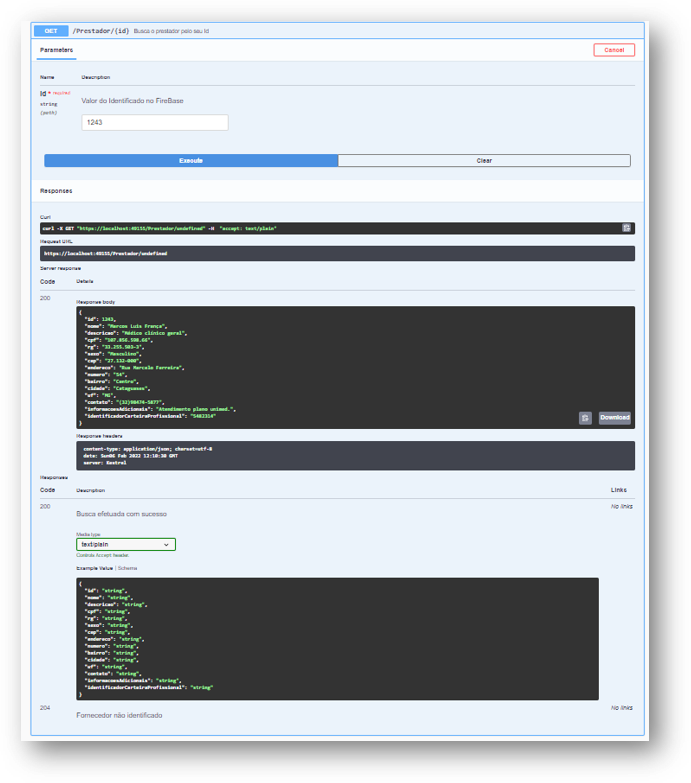 GET /Prestador/{id} Busca o prestador pelo seu Id
Parameters
Cancel
Name Description
Id * required
string
(path)
Valor do Identificado no FireBase
1243
Execute Clear
Responses
Curl
curl -X GET "https://localhost:49155/Prestador/undefined" -H "accept: text/plain"
Request URL
https://localhost:49155/Prestador/undefined
Server response
Code Details
200
Response body
{
"id": 1243,
"nome": "Marcos Luis França",
"descricao": "Médico clínico geral",
"cpf": "107.056.598.66",
"rg": "33.255.503-3",
"sexo": "Masculino",
"cep": "27.132-000",
"endereco": "Rua Marcelo Ferreira",
"numero": "54",
"bairro": "Centro",
"cidade": "Cataguases",
"uf":
"contato": "(32)98474-5877",
"informacoesAdicionais": "Atendimento plano unimed.",
"identificadorCarteiraProfissional": "5482314"
}
Download
Response headers
content-type: application/json; charset=utf-8
date: Sun06 Feb 2022 12:10:30 GMT
server: Kestrel
Responses
Code Description Links
200 No links
Busca efetuada com sucesso
Media type
text/plain
Controls Accept header.
Example Value | Schema
{
"id": "string",
"nome": "string",
"descricao": "string",
"cpf": "string",
"rg": "string",
"sexo": "string",
"cep": "string",
"endereco": "string",
"numero": "string",
"bairro": "string",
"cidade": "string",
"uf": "string",
"contato": "string",
"informacoesAdicionais": "string",
"identificadorCarteiraProfissional": "string"
}
204 No links
Fornecedor não identificado